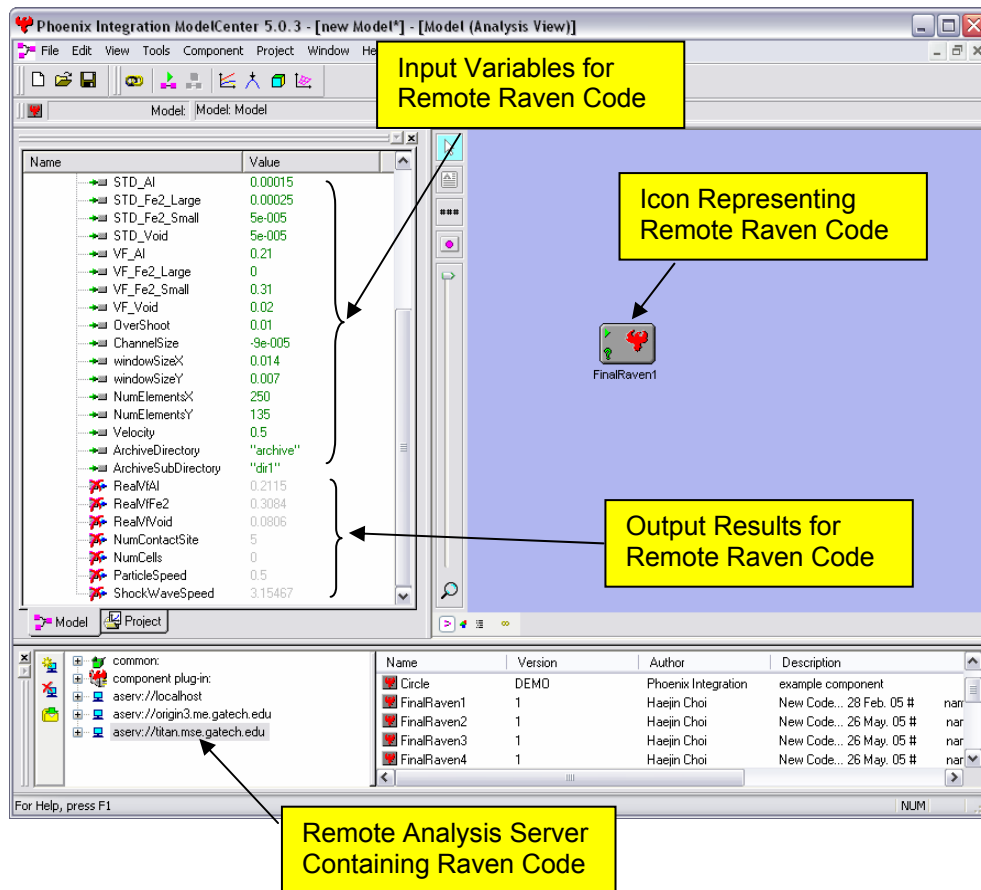 Phoenix Integration ModelCenter 5.0.3 - [new Model*] - [Model (Analysis View)]
File Edit View Tools Component Project Window He
Input Variables for
Remote Raven Code
Model: Model: Model
Name Value
STD_Al 0.00015
STD_Fe2_Large 0.00025
STD_Fe2_Small 5e-005
STD_Void 5e-005
VF_Al 0.21
VF_Fe2_Large 0
VF_Fe2_Small 0.31
VF_Void 0.02
OverShoot 0.01
ChannelSize -9e-005
windowSizeX 0.014
windowSizeY 0.007
NumElementsX 250
NumElementsY 135
Velocity 0.5
ArchiveDirectory "archive"
ArchiveSubDirectory "dir1"
RealVfAl 0.2115
RealVfFe2 0.3084
RealVfVoid 0.0806
NumContactSite 5
NumCells 0
ParticleSpeed 0.5
ShockWaveSpeed 3.15467
Icon Representing
Remote Raven Code
FinalRaven1
Output Results for
Remote Raven Code
Model Project
common:
component plug-in:
aserv://localhost
aserv://origin3.me.gatech.edu
aserv://titan.mse.gatech.edu
Name Version Author Description
Circle DEMO Phoenix Integration example component
FinalRaven1 1 Haejin Choi New Code... 28 Feb. 05 # nam
FinalRaven2 1 Haejin Choi New Code... 26 May. 05 # nar
FinalRaven3 1 Haejin Choi New Code... 26 May. 05 # nar
FinalRaven4 1 Haejin Choi New Code... 26 May. 05 # nar
For Help, press F1 NUM
Remote Analysis Server
Containing Raven Code